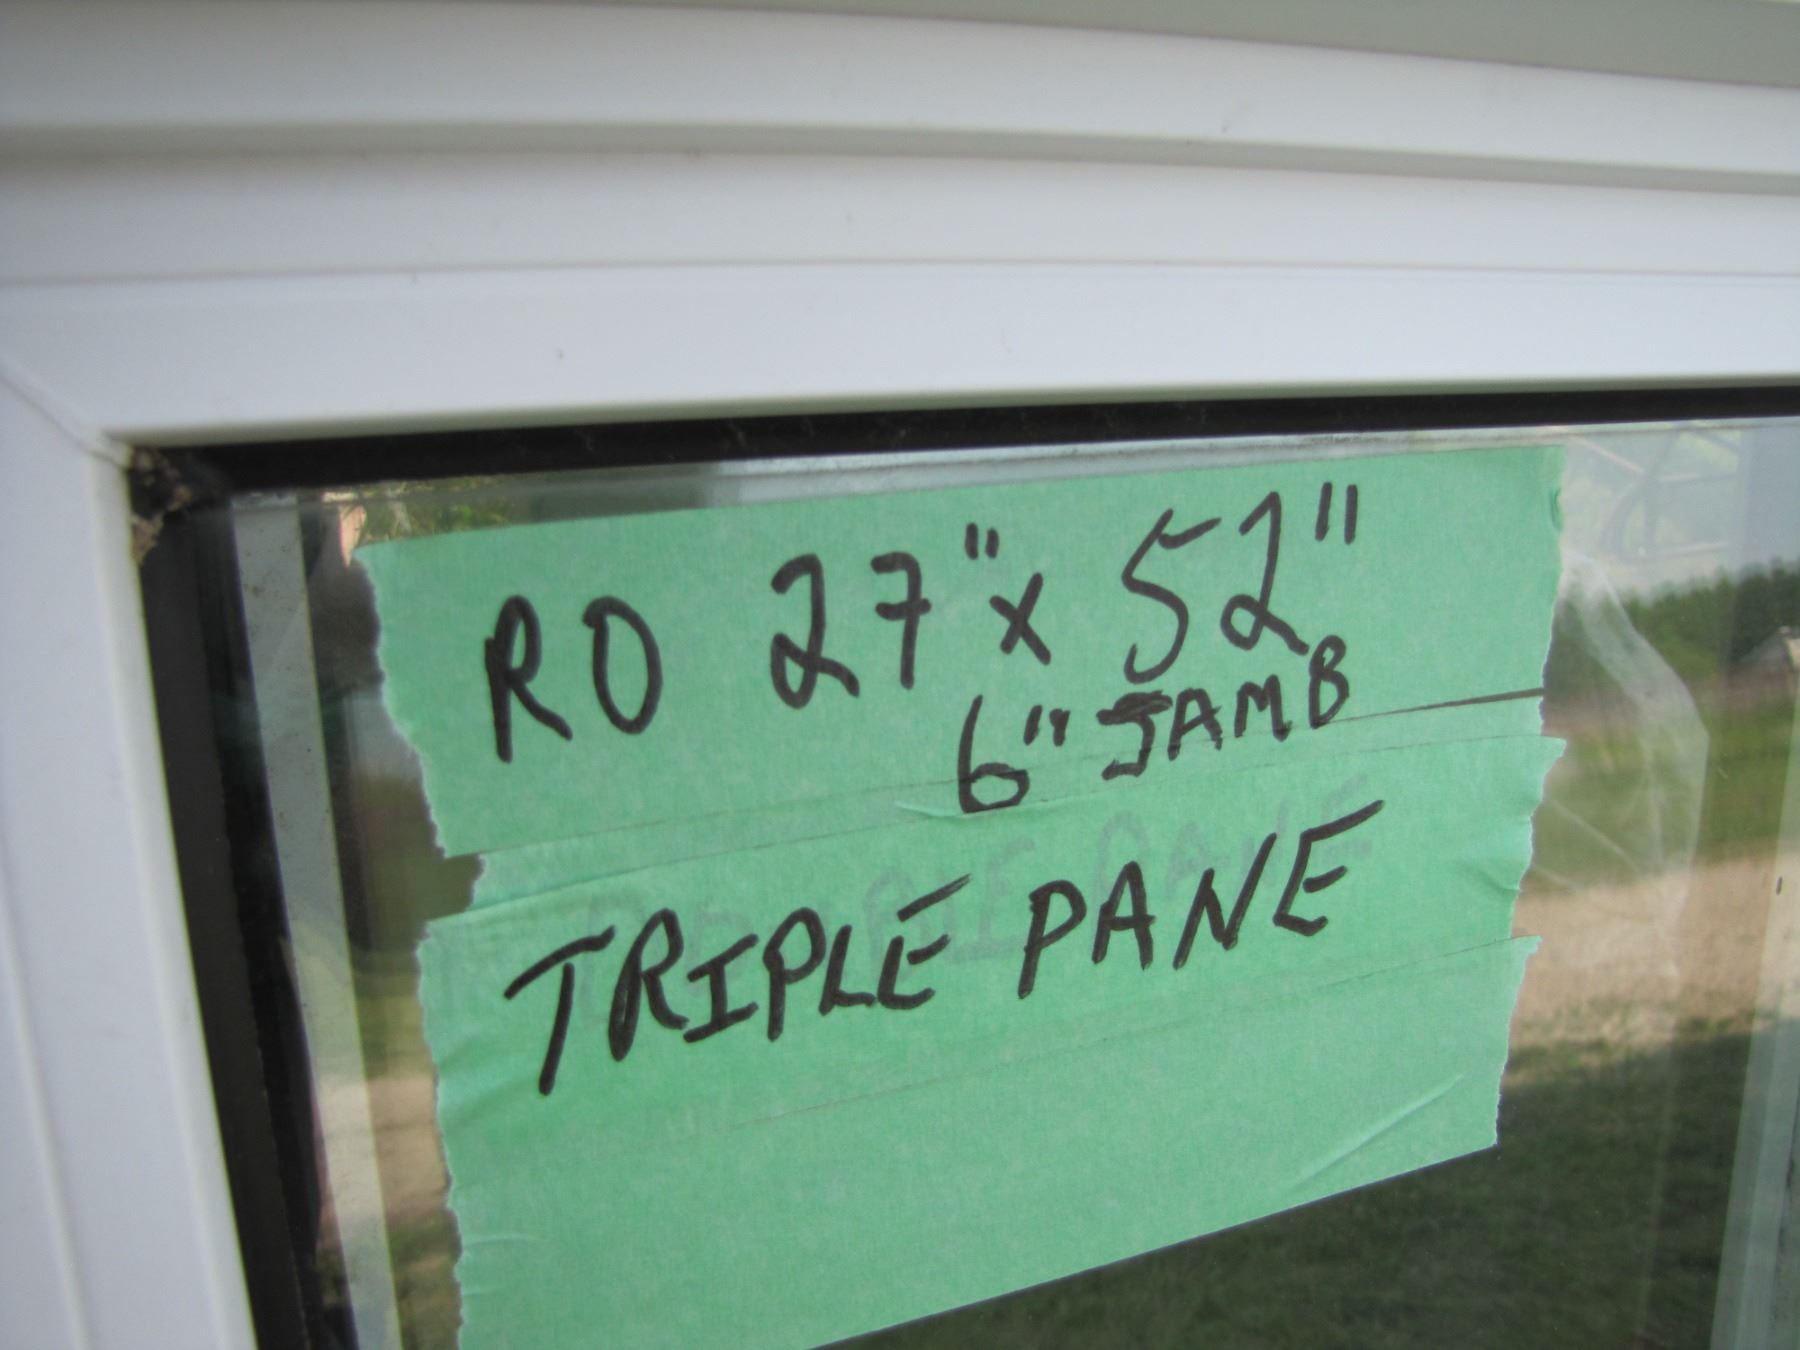 RO 27" x 52"
6" JAMB
TRIPLE PANE